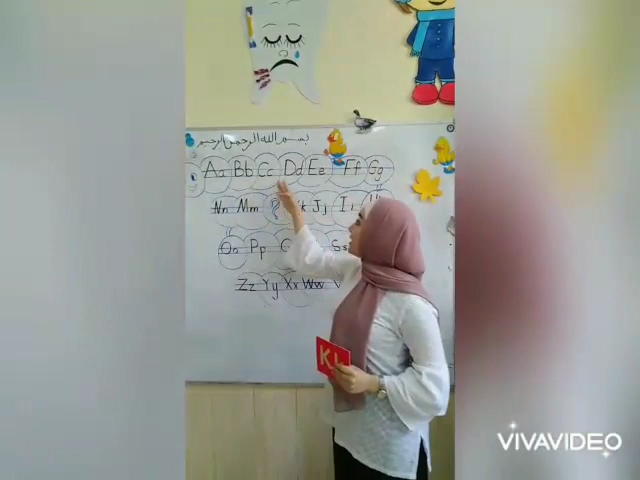 بسم الله الرحمن الرحيم
Aa Bb Cc Dd Ee Ff Gg
Nn Mm Jj Ii
Oo Pp Ss
Zz Yy Xx Ww
KL
VIVAVIDEO